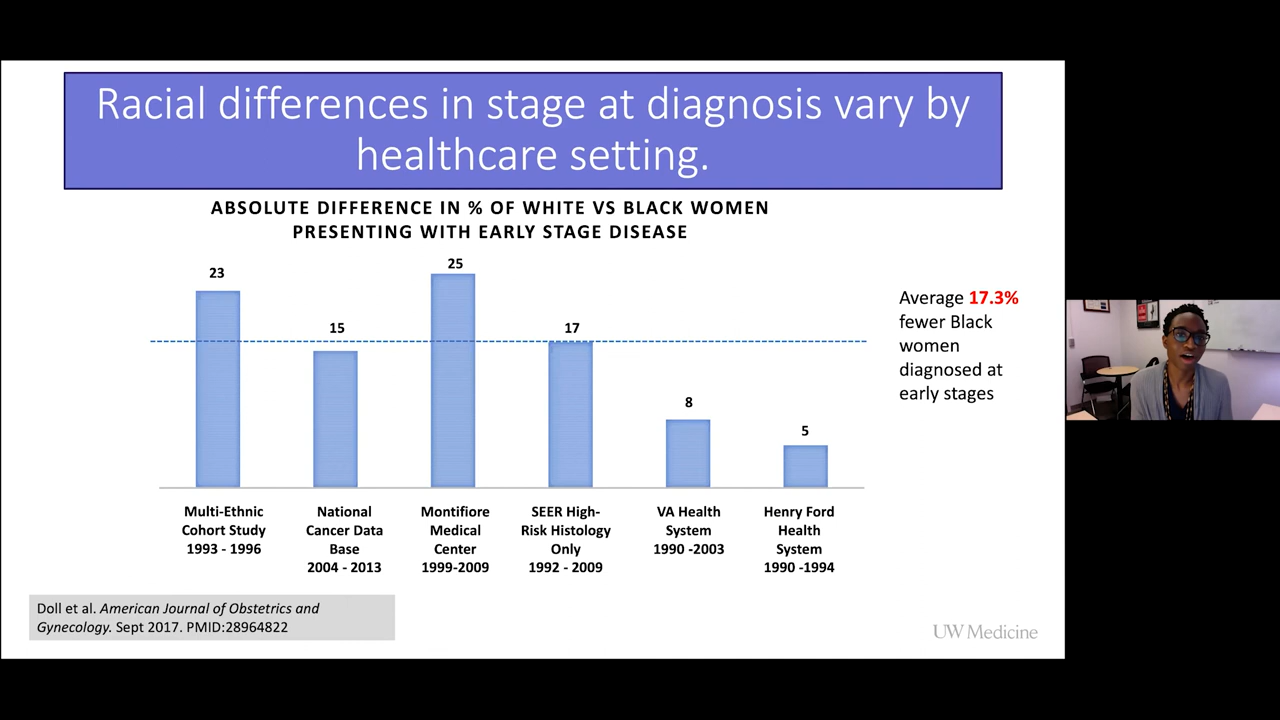 Racial differences in stage at diagnosis vary by
healthcare setting.
ABSOLUTE DIFFERENCE IN % OF WHITE VS BLACK WOMEN
PRESENTING WITH EARLY STAGE DISEASE
23
15
25
17
8
5
Average 17.3%
fewer Black
women
diagnosed at
early stages
Multi-Ethnic
Cohort Study
1993 - 1996
National
Cancer Data
Base
2004 - 2013
Montifiore
Medical
Center
1999-2009
SEER High-
Risk Histology
Only
1992 - 2009
VA Health
System
1990 -2003
Henry Ford
Health
System
1990 -1994
Doll et al. American Journal of Obstetrics and
Gynecology. Sept 2017. PMID:28964822
UW Medicine